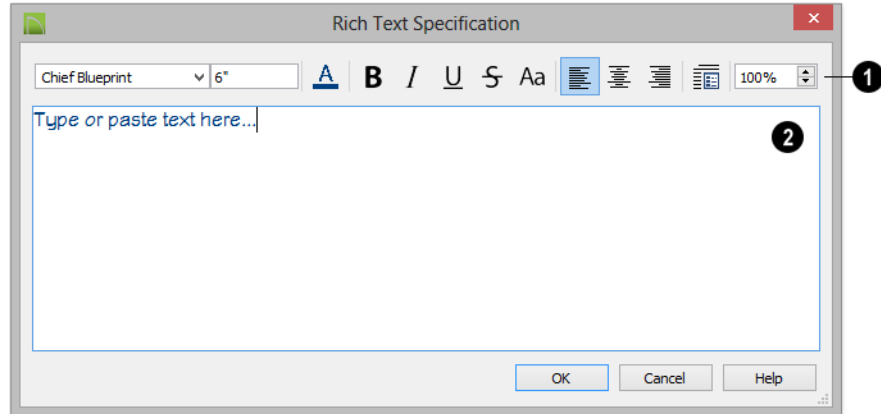 Rich Text Specification
Chief Blueprint 6" A B I U S Aa 100% 1
Type or paste text here...
2
OK Cancel Help